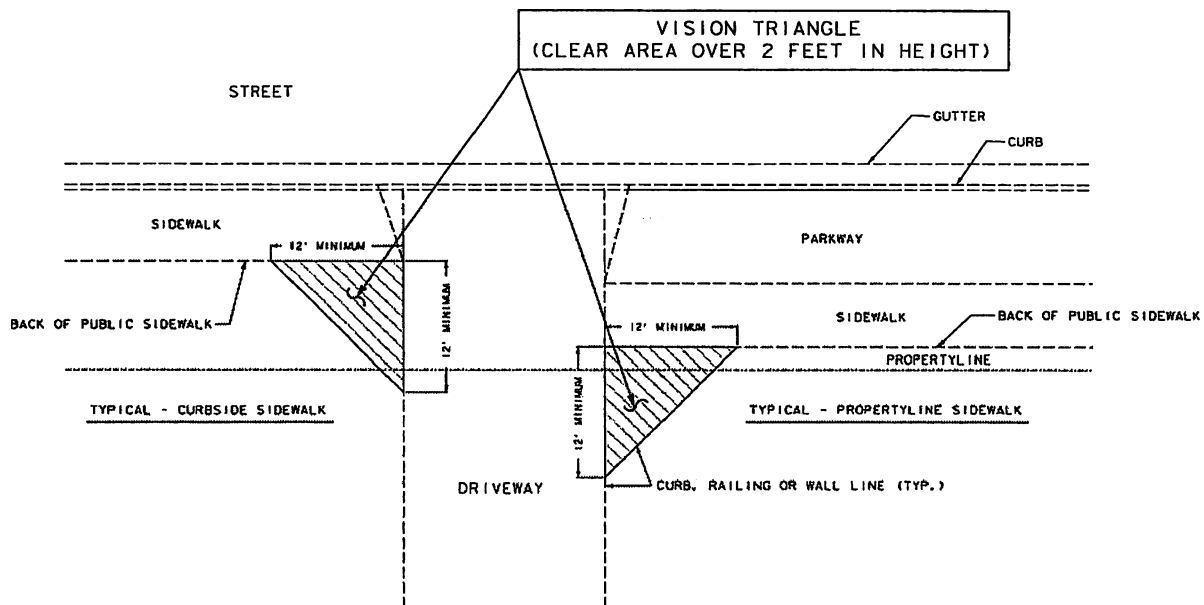 VISION TRIANGLE
(CLEAR AREA OVER 2 FEET IN HEIGHT)
STREET
GUTTER
CURB
SIDEWALK
PARKWAY
12' MINIMUM
12' MINIMUM
BACK OF PUBLIC SIDEWALK
SIDEWALK
BACK OF PUBLIC SIDEWALK
12' MINIMUM
PROPERTYLINE
12' MINIMUM
TYPICAL - CURBSIDE SIDEWALK
TYPICAL - PROPERTYLINE SIDEWALK
DRIVEWAY
CURB, RAILING OR WALL LINE (TYP.)